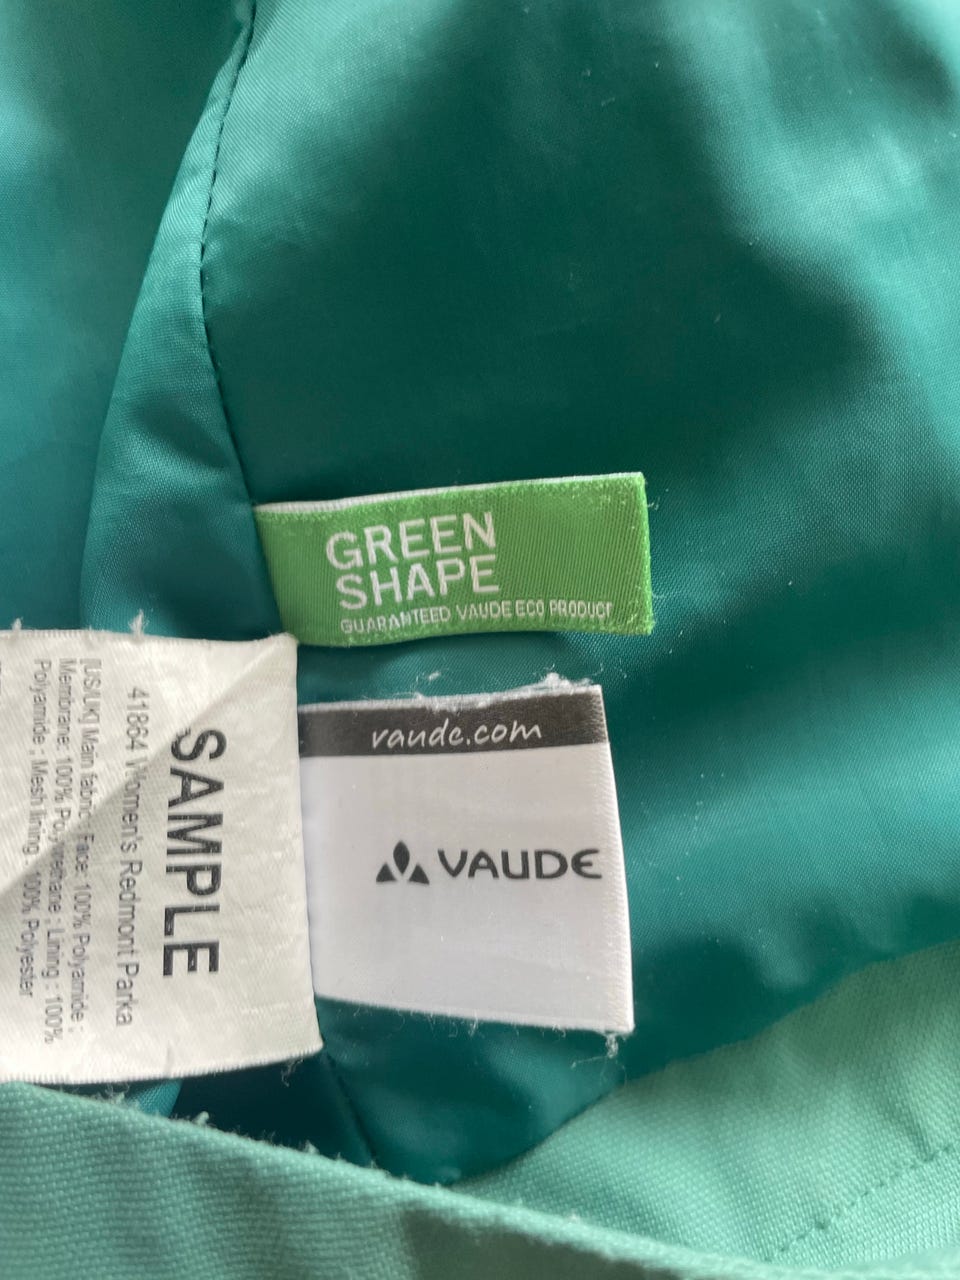 GREEN
SHAPE
GUARANTEED VAUDE ECO PRODUCT
vaude.com
VAUDE
SAMPLE
41864 Women's Redmont Parka
[US/UK] Main fabric: Face: 100% Polyamide ;
Membrane: 100% Polyurethane ; Lining : 100%
Polyamide ; Mesh lining: 100% Polyester